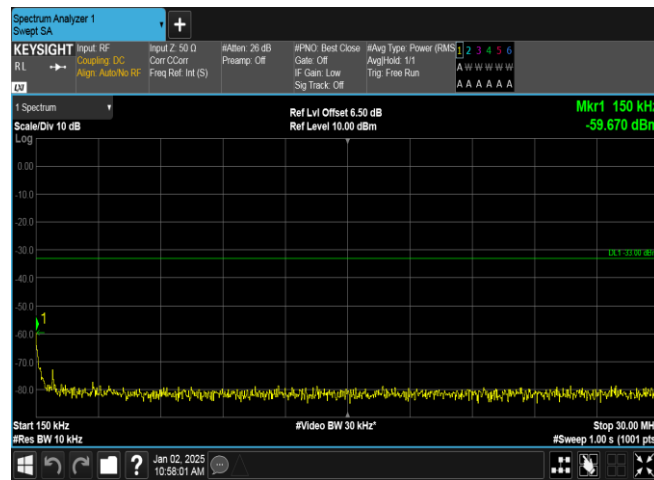 Spectrum Analyzer 1
Swept SA
+
KEYSIGHT
RL
LXI
Input: RF
Coupling: DC
Align: Auto/No RF
Input Z: 50 Ω
Corr CCorr
Freq Ref: Int (S)
#Atten: 26 dB
Preamp: Off
#PNO: Best Close
Gate: Off
IF Gain: Low
Sig Track: Off
#Avg Type: Power (RMS
Avg|Hold: 1/1
Trig: Free Run
1 2 3 4 5 6
A W W W W W
A A A A A A
1 Spectrum
Scale/Div 10 dB
Log
Ref Lvl Offset 6.50 dB
Ref Level 10.00 dBm
Mkr1 150 kHz
-59.670 dBm
0.00
-10.0
-20.0
-30.0
-40.0
-50.0
-60.0
-70.0
-80.0
DL1 -33.00 dBm
1
Start 150 kHz
#Res BW 10 kHz
#Video BW 30 kHz*
Stop 30.00 MH
#Sweep 1.00 s (1001 pts
?
Jan 02, 2025
10:58:01 AM